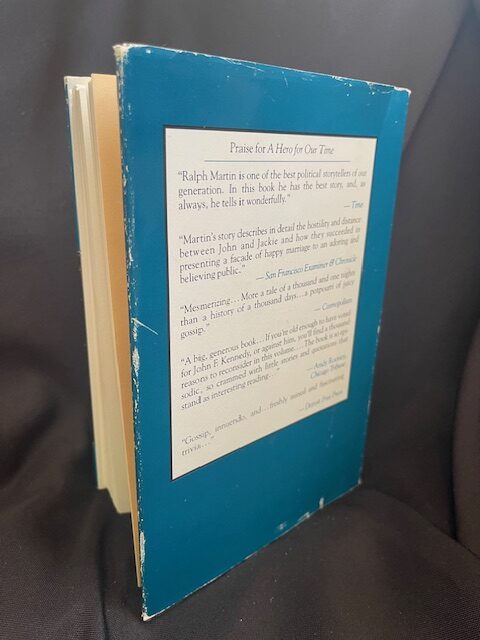 Praise for A Hero for Our Time
"Ralph Martin is one of the best political storytellers of our
generation. In this book he has the best story, and, as
always, he tells it wonderfully."
— Time
"Martin's story describes in detail the hostility and distance
between John and Jackie and how they succeeded in
presenting a facade of happy marriage to an adoring and
believing public."
— San Francisco Examiner & Chronicle
"Mesmerizing... More a tale of a thousand and one nights
than a history of a thousand days...a potpourri of juicy
gossip."
— Cosmopolitan
"A big, generous book... If you're old enough to have voted
for John F. Kennedy, or against him, you'll find a thousand
reasons to reconsider in this volume.... The book is so epi-
sodic, so crammed with little stories and quotations that
stand as interesting reading...."
— Andy Rooney,
Chicago Tribune
"Gossip, innuendo, and...freshly mined and fascinating
trivia..."
— Detroit Free Press